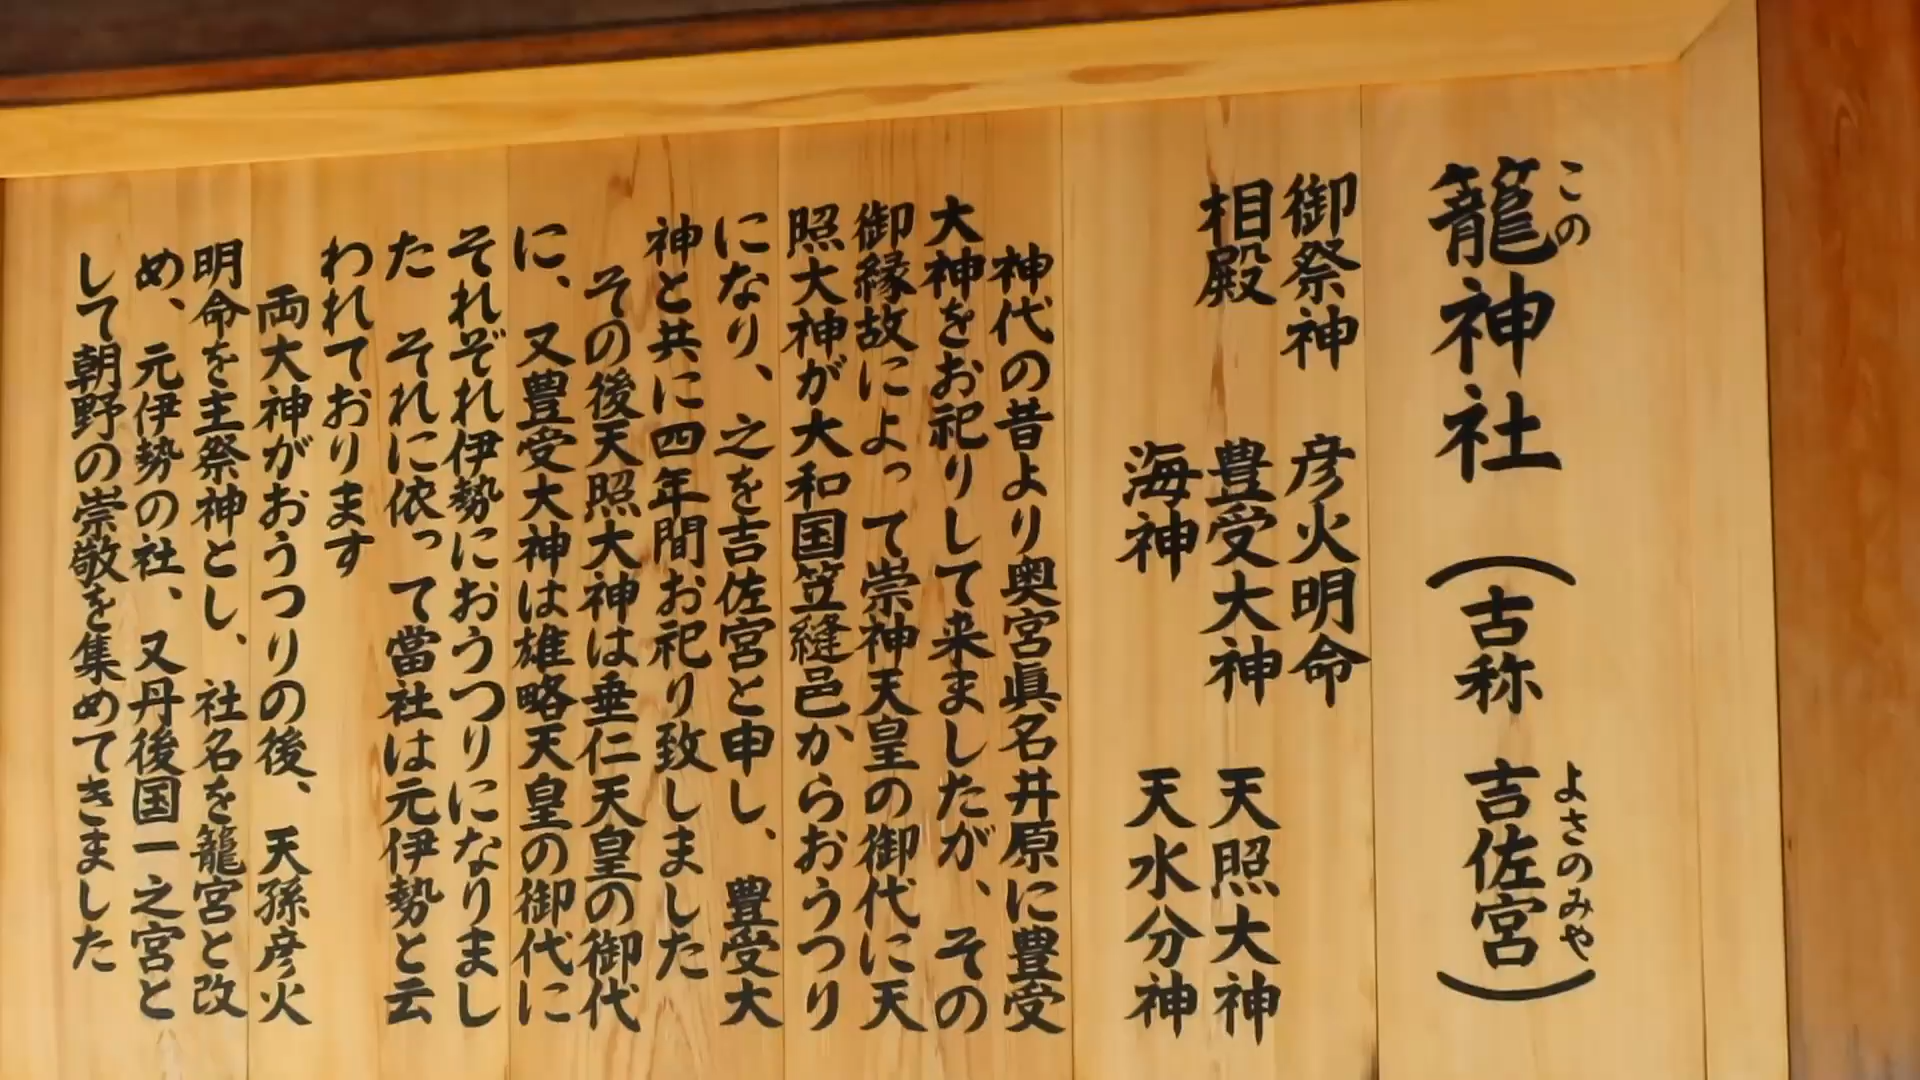 籠神社（古称 吉佐宮）
この
よさのみや
御祭神 彦火明命
相殿 豊受大神 天照大神
海神 天水分神
神代の昔より奥宮眞名井原に豊受
大神をお祀りして来ましたが、その
御縁故によって崇神天皇の御代に天
照大神が大和国笠縫邑からおうつり
になり、之を吉佐宮と申し、豊受大
神と共に四年間お祀り致しました
その後天照大神は垂仁天皇の御代
に、又豊受大神は雄略天皇の御代に
それぞれ伊勢におうつりになりまし
た それに依って當社は元伊勢と云
われております
両大神がおうつりの後、天孫彦火
明命を主祭神とし、社名を籠宮と改
め、元伊勢の社、又丹後国一之宮と
して朝野の崇敬を集めてきました